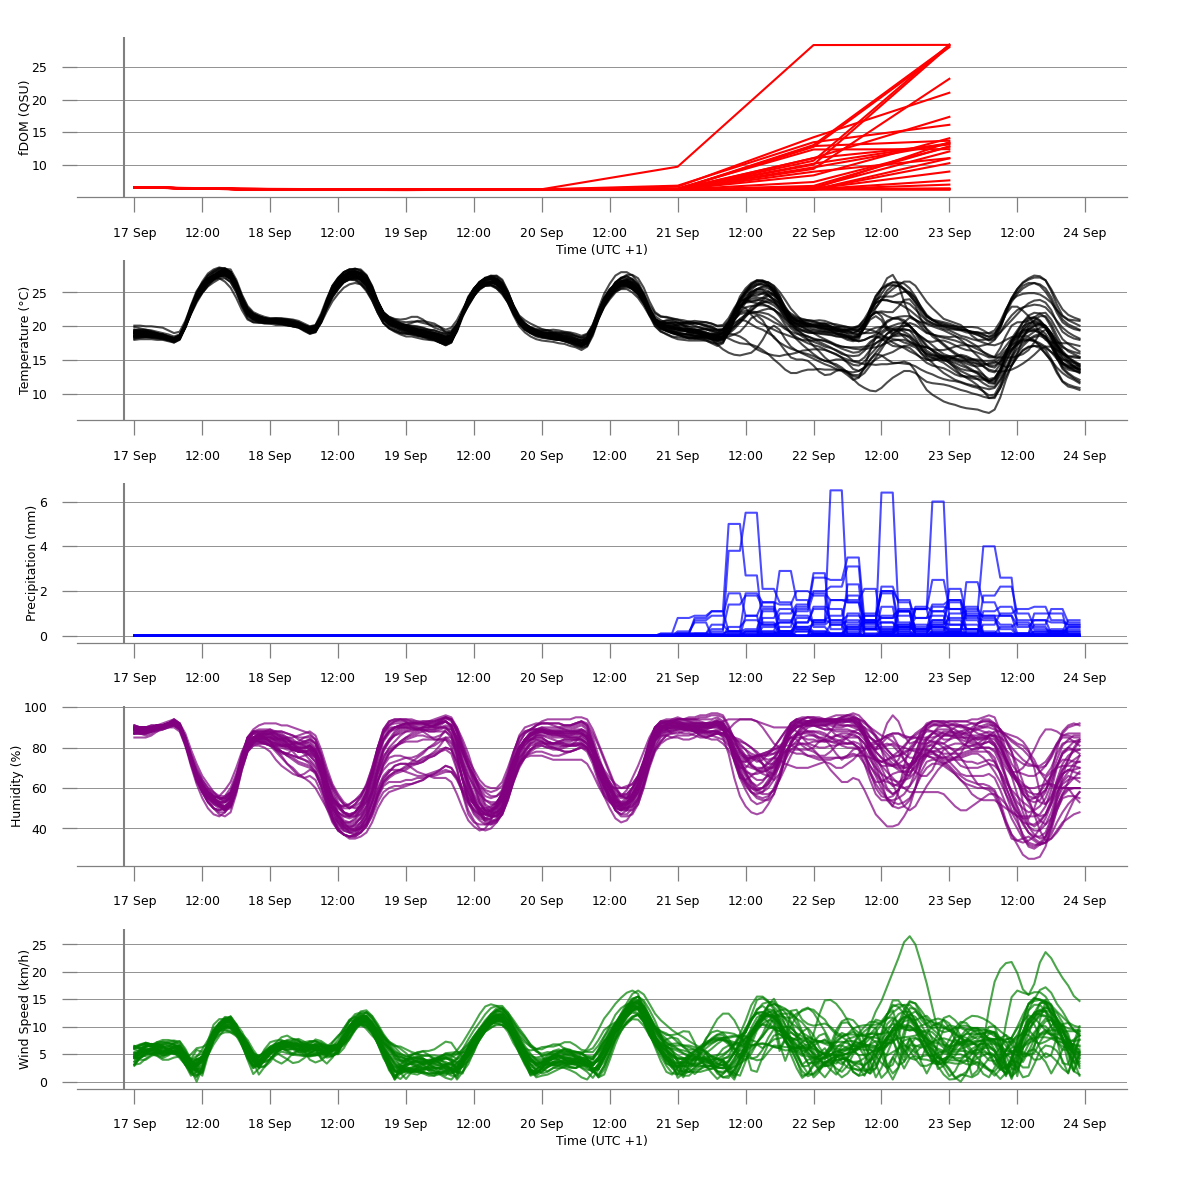 fDOM (QSU)
25
20
15
10
17 Sep 12:00 18 Sep 12:00 19 Sep 12:00 20 Sep 12:00 21 Sep 12:00 22 Sep 12:00 23 Sep 12:00 24 Sep
Time (UTC +1)
Temperature (°C)
25
20
15
10
17 Sep 12:00 18 Sep 12:00 19 Sep 12:00 20 Sep 12:00 21 Sep 12:00 22 Sep 12:00 23 Sep 12:00 24 Sep
Precipitation (mm)
6
4
2
0
17 Sep 12:00 18 Sep 12:00 19 Sep 12:00 20 Sep 12:00 21 Sep 12:00 22 Sep 12:00 23 Sep 12:00 24 Sep
Humidity (%)
100
80
60
40
17 Sep 12:00 18 Sep 12:00 19 Sep 12:00 20 Sep 12:00 21 Sep 12:00 22 Sep 12:00 23 Sep 12:00 24 Sep
Wind Speed (km/h)
25
20
15
10
5
0
17 Sep 12:00 18 Sep 12:00 19 Sep 12:00 20 Sep 12:00 21 Sep 12:00 22 Sep 12:00 23 Sep 12:00 24 Sep
Time (UTC +1)